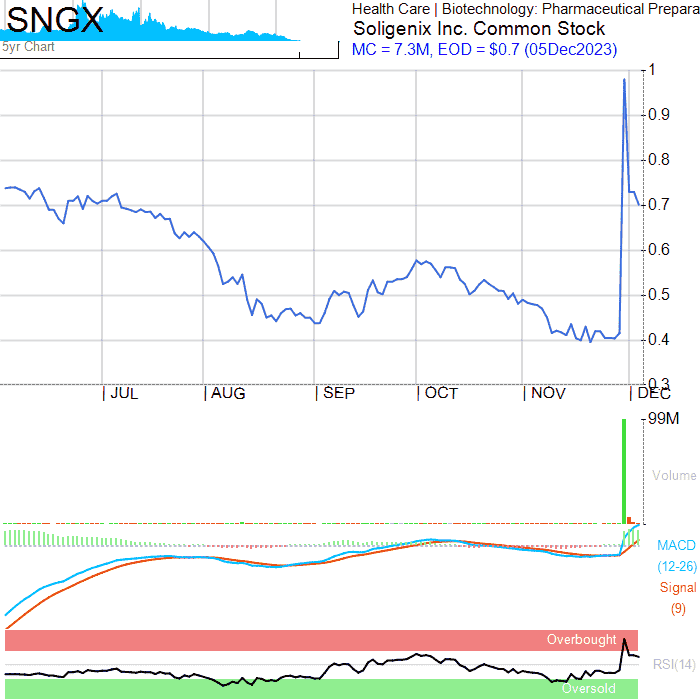 SNGX
Health Care | Biotechnology: Pharmaceutical Prepara
Soligenix Inc. Common Stock
5yr Chart
MC = 7.3M, EOD = $0.7 (05Dec2023)
1
0.9
0.8
0.7
0.6
0.5
0.4
0.3
| JUL | AUG | SEP | OCT | NOV | DEC
99M
Volume
MACD
(12-26)
Signal
(9)
Overbought
RSI(14)
Oversold